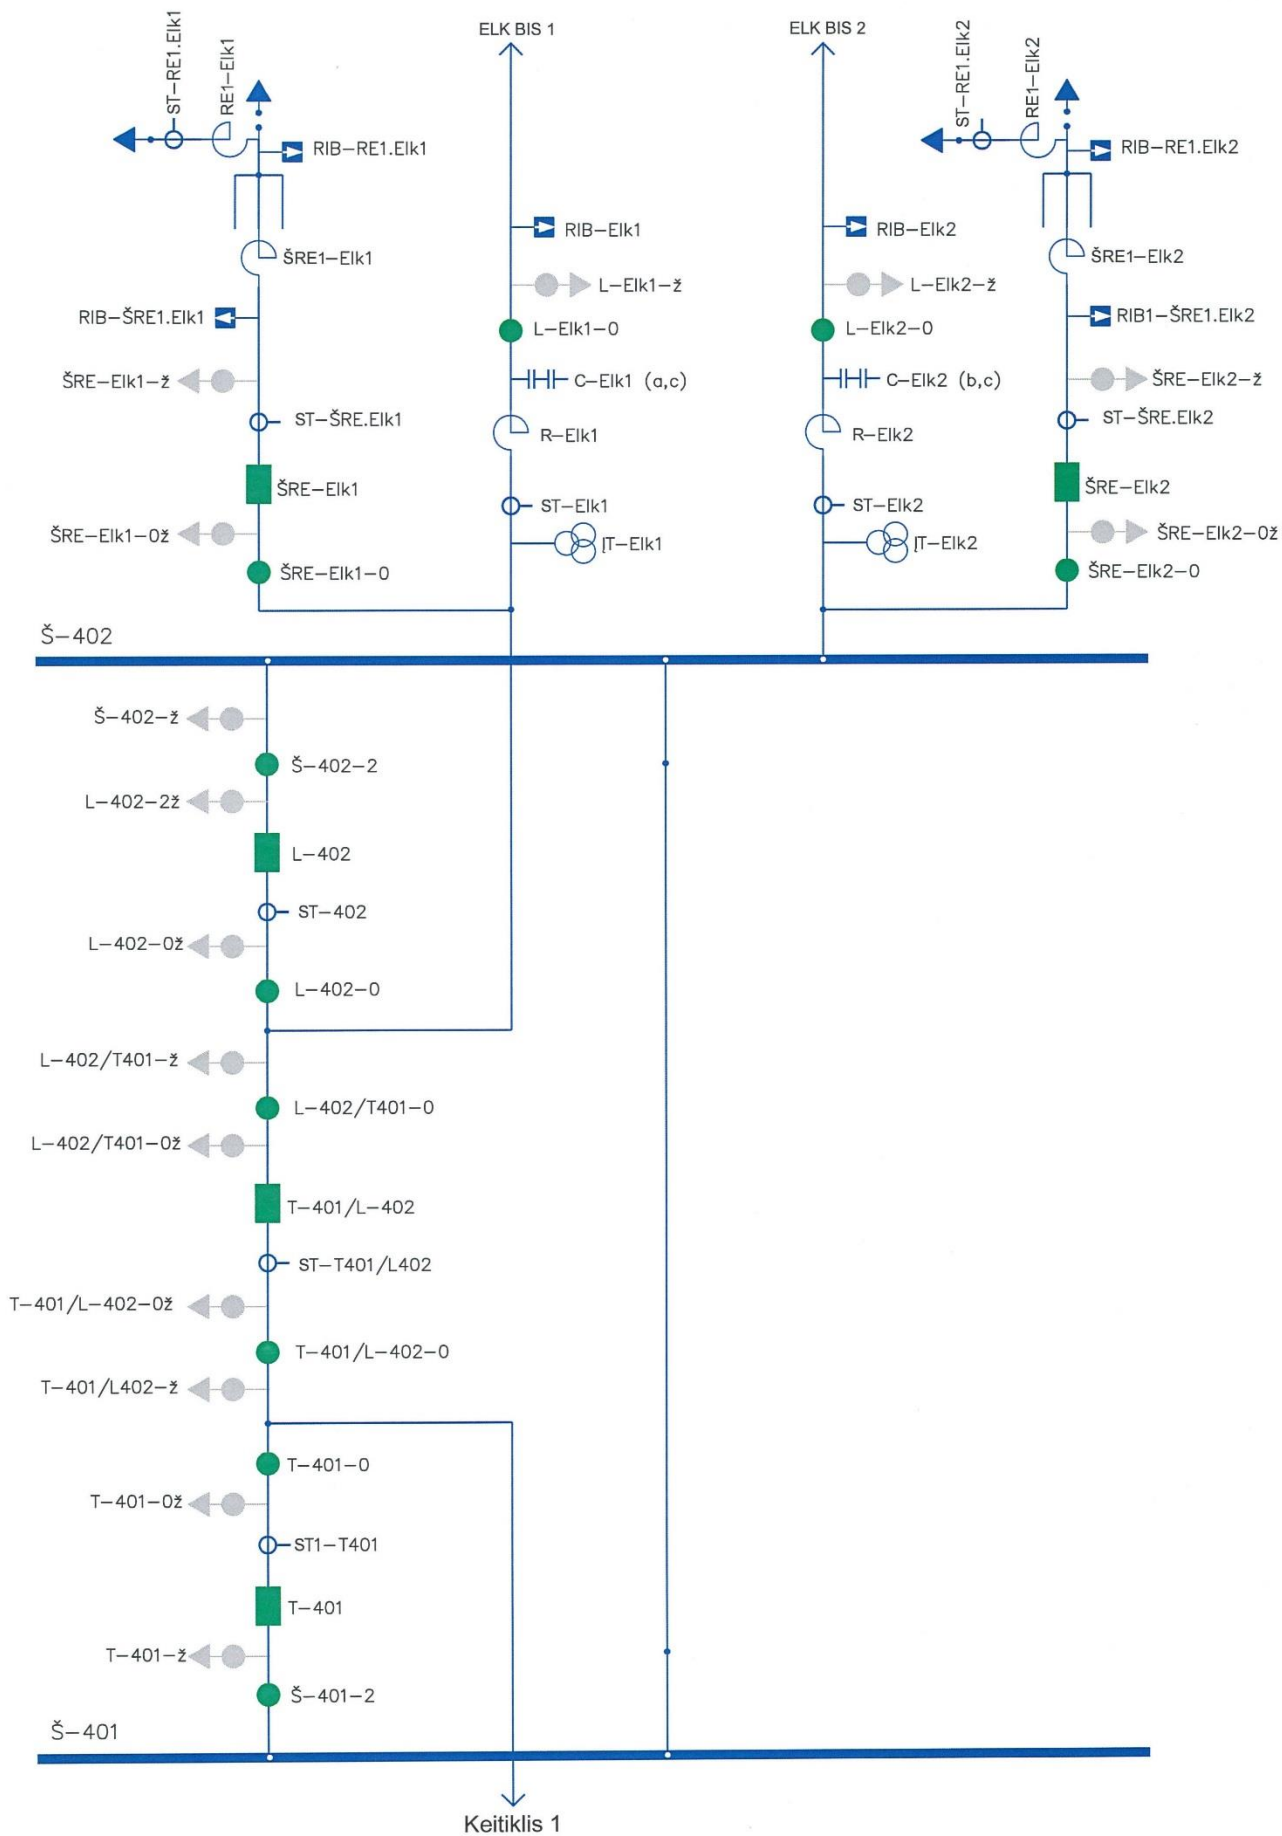 ELK BIS 1
ELK BIS 2
ST-RE1.Elk1
RE1-Elk1
ST-RE1.Elk2
RE1-Elk2
RIB-RE1.Elk1
RIB-RE1.Elk2
RIB-Elk1
RIB-Elk2
ŠRE1-Elk1
ŠRE1-Elk2
L-Elk1-ž
L-Elk2-ž
RIB-ŠRE1.Elk1
RIB1-ŠRE1.Elk2
L-Elk1-0
L-Elk2-0
ŠRE-Elk1-ž
C-Elk1 (a,c)
C-Elk2 (b,c)
ŠRE-Elk2-ž
ST-ŠRE.Elk1
R-Elk1
R-Elk2
ST-ŠRE.Elk2
ŠRE-Elk1
ST-Elk1
ST-Elk2
ŠRE-Elk2
ŠRE-Elk1-0ž
ĮT-Elk1
ĮT-Elk2
ŠRE-Elk2-0ž
ŠRE-Elk1-0
ŠRE-Elk2-0
Š-402
Š-402-ž
Š-402-2
L-402-2ž
L-402
ST-402
L-402-0ž
L-402-0
L-402/T401-ž
L-402/T401-0
L-402/T401-0ž
T-401/L-402
ST-T401/L402
T-401/L-402-0ž
T-401/L-402-0
T-401/L402-ž
T-401-0
T-401-0ž
ST1-T401
T-401
T-401-ž
Š-401-2
Š-401
Keitiklis 1